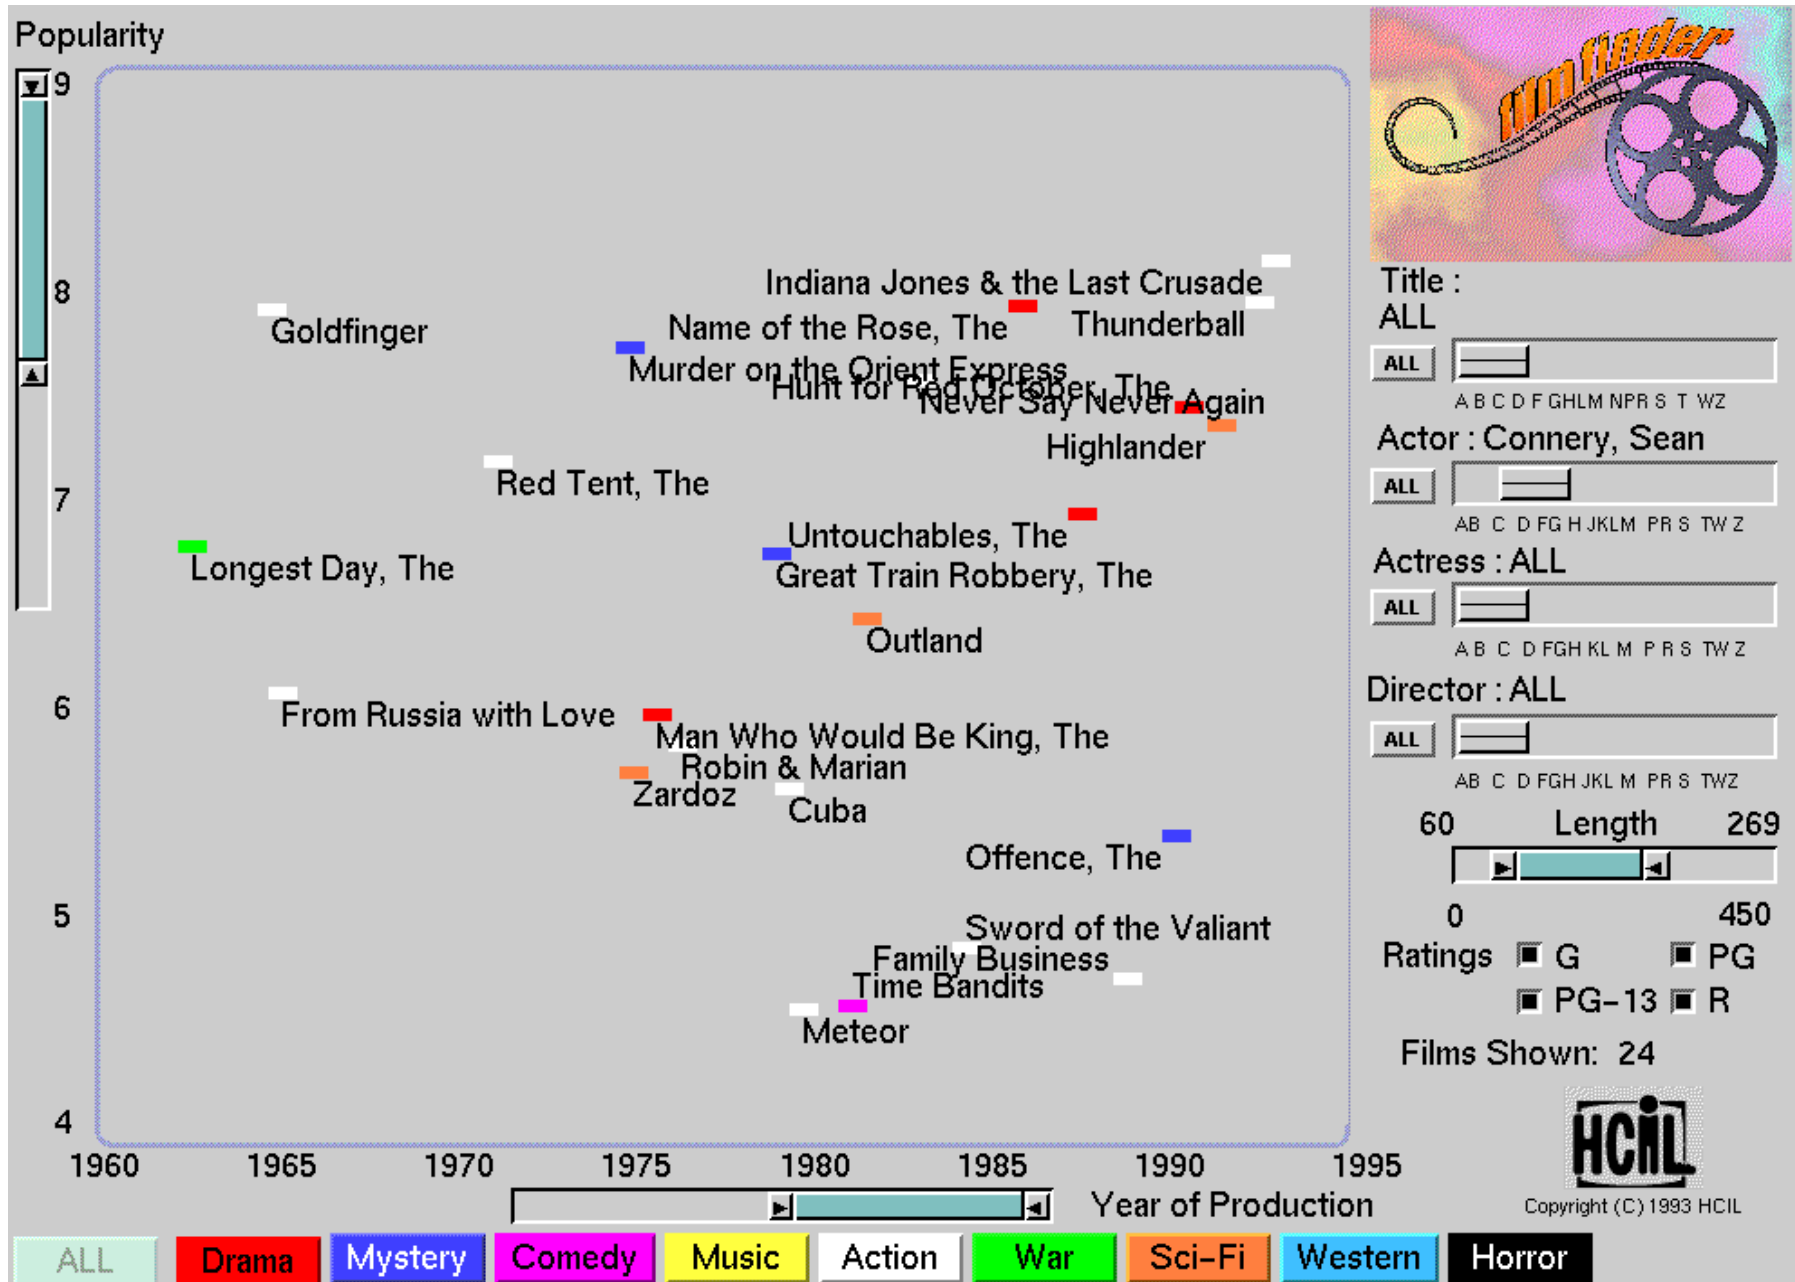 Popularity
film finder
9
8
7
6
5
4
Indiana Jones & the Last Crusade
Goldfinger
Name of the Rose, The
Thunderball
Murder on the Orient Express
Hunt for Red October, The
Never Say Never Again
Highlander
Red Tent, The
Untouchables, The
Longest Day, The
Great Train Robbery, The
Outland
From Russia with Love
Man Who Would Be King, The
Robin & Marian
Zardoz
Cuba
Offence, The
Sword of the Valiant
Family Business
Time Bandits
Meteor
1960 1965 1970 1975 1980 1985 1990 1995
Year of Production
Title :
ALL
ALL
A B C D F GHLM NPR S T WZ
Actor : Connery, Sean
ALL
AB C D FG H JKLM PR S TW Z
Actress : ALL
ALL
A B C D FGH KL M P R S TW Z
Director : ALL
ALL
AB C D FGH JKL M PR S TWZ
60 Length 269
0 450
Ratings G PG
PG-13 R
Films Shown: 24
HCIL
Copyright (C) 1993 HCIL
ALL Drama Mystery Comedy Music Action War Sci-Fi Western Horror